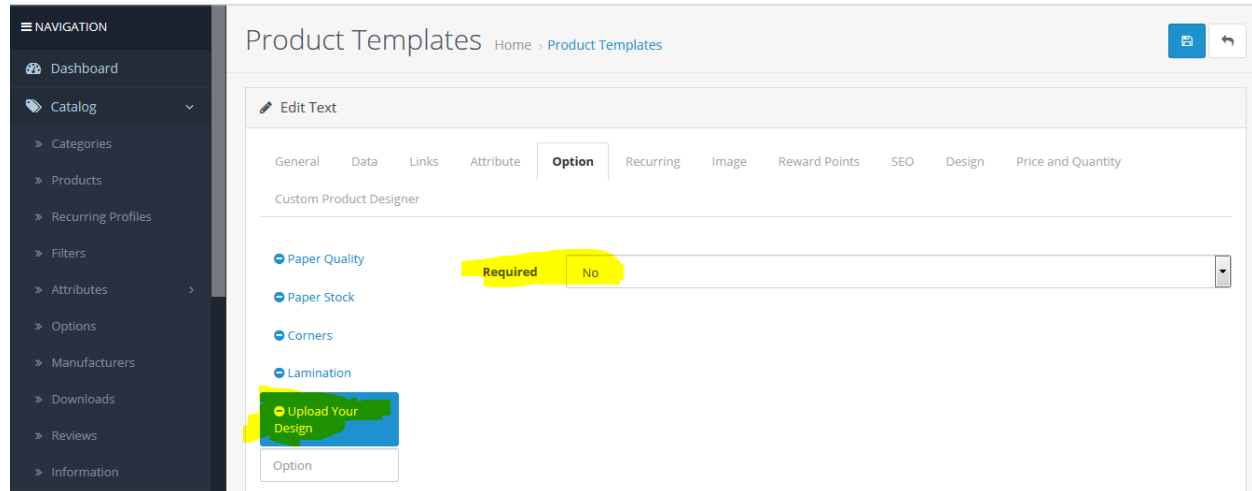 NAVIGATION
Dashboard
Catalog
Categories
Products
Recurring Profiles
Filters
Attributes
Options
Manufacturers
Downloads
Reviews
Information
Product Templates Home › Product Templates
Edit Text
General Data Links Attribute Option Recurring Image Reward Points SEO Design Price and Quantity
Custom Product Designer
Paper Quality
Paper Stock
Corners
Lamination
Upload Your
Design
Option
Required No